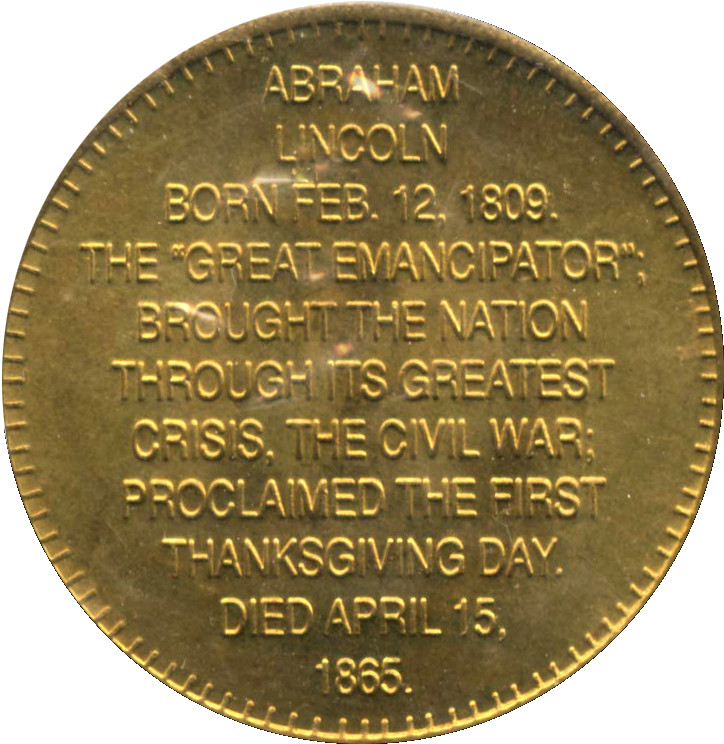 ABRAHAM
LINCOLN
BORN FEB. 12, 1809.
THE "GREAT EMANCIPATOR";
BROUGHT THE NATION
THROUGH ITS GREATEST
CRISIS, THE CIVIL WAR;
PROCLAIMED THE FIRST
THANKSGIVING DAY.
DIED APRIL 15,
1865.